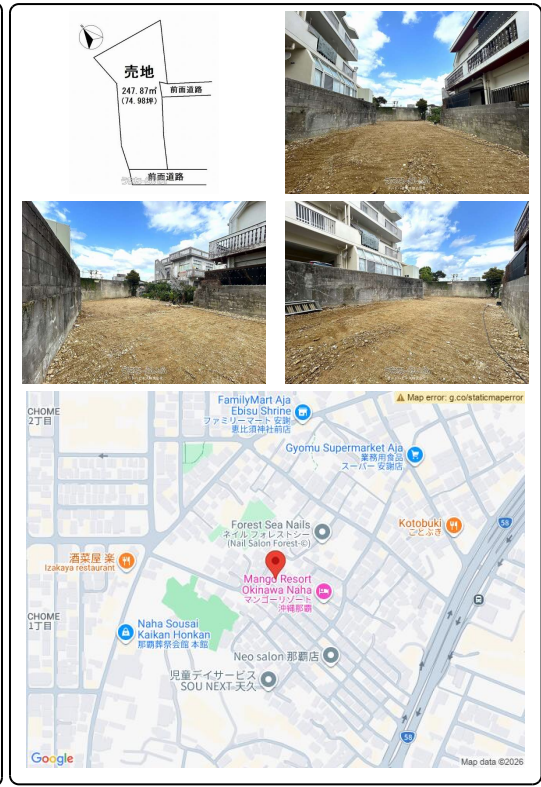 売地
247.87㎡
(74.98坪)
前面道路
前面道路
⚠ Map error: g.co/staticmaperror
CHOME
2丁目
FamilyMart Aja
Ebisu Shrine
ファミリーマート 安謝
恵比須神社前店
Gyomu Supermarket Aja
業務用食品
スーパー 安謝店
58
Forest Sea Nails
ネイル フォレストシー
(Nail Salon Forest-©)
Kotobuki
ことぶき
酒菜屋 楽
Izakaya restaurant
Mango Resort
Okinawa Naha
マンゴーリゾート
沖縄那覇
CHOME
1丁目
Naha Sousai
Kaikan Honkan
那覇葬祭会館 本館
Neo salon 那覇店
児童デイサービス
SOU NEXT 天久
58
Google
Map data ©2026